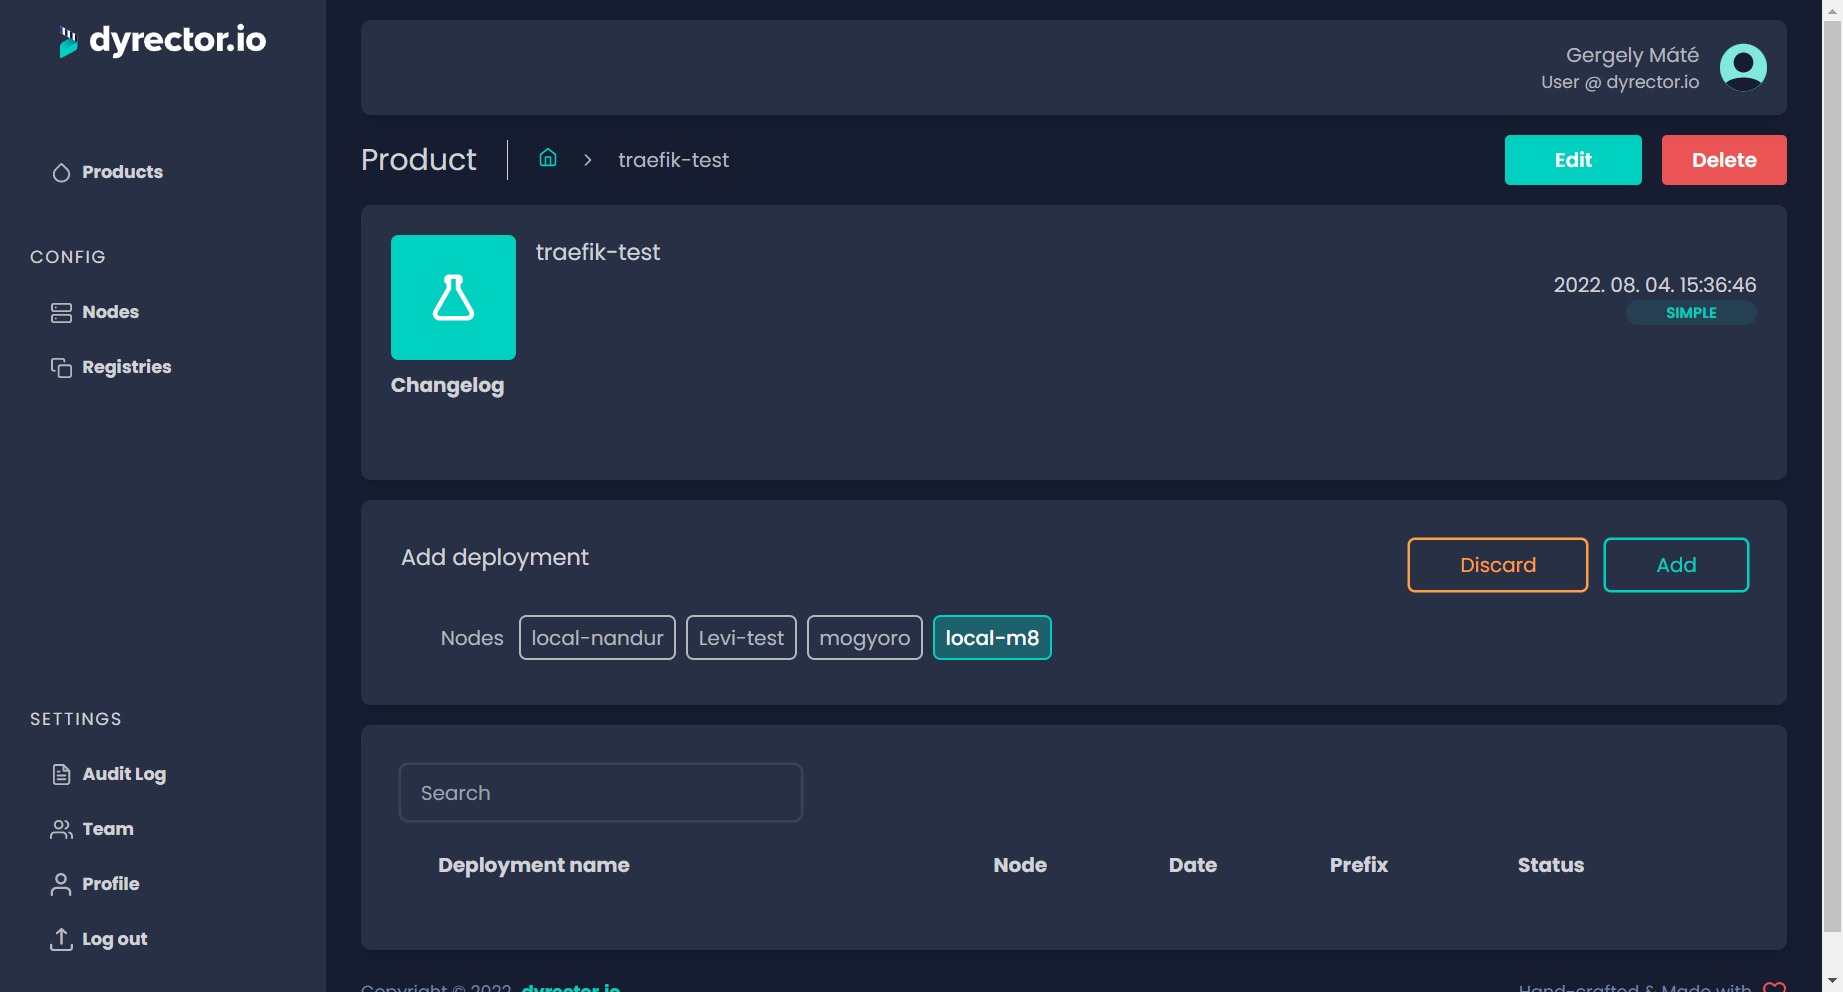 dyrector.io
Products
CONFIG
Nodes
Registries
SETTINGS
Audit Log
Team
Profile
Log out
Gergely Máté
User @ dyrector.io
Product
traefik-test
Edit
Delete
traefik-test
2022. 08. 04. 15:36:46
SIMPLE
Changelog
Add deployment
Discard
Add
Nodes local-nandur Levi-test mogyoro local-m8
Search
Deployment name Node Date Prefix Status
Copyright © 2022 dyrector.io Hand-crafted & Made with